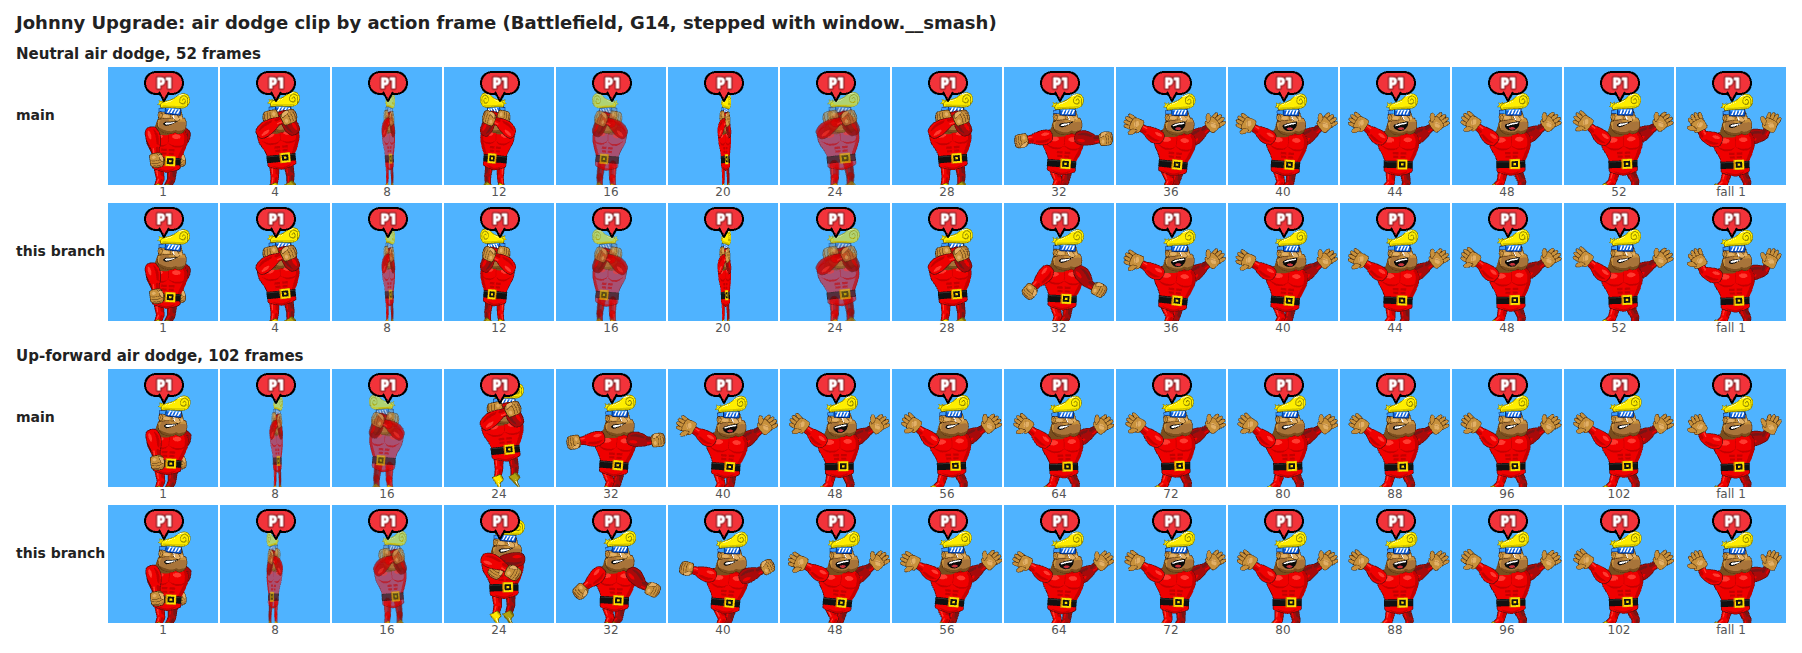 Johnny Upgrade: air dodge clip by action frame (Battlefield, G14, stepped with window.__smash)
Neutral air dodge, 52 frames
main
P1 P1 P1 P1 P1 P1 P1 P1 P1 P1 P1 P1 P1 P1 P1
1 4 8 12 16 20 24 28 32 36 40 44 48 52 fall 1
this branch
P1 P1 P1 P1 P1 P1 P1 P1 P1 P1 P1 P1 P1 P1 P1
1 4 8 12 16 20 24 28 32 36 40 44 48 52 fall 1
Up-forward air dodge, 102 frames
main
P1 P1 P1 P1 P1 P1 P1 P1 P1 P1 P1 P1 P1 P1 P1
1 8 16 24 32 40 48 56 64 72 80 88 96 102 fall 1
this branch
P1 P1 P1 P1 P1 P1 P1 P1 P1 P1 P1 P1 P1 P1 P1
1 8 16 24 32 40 48 56 64 72 80 88 96 102 fall 1